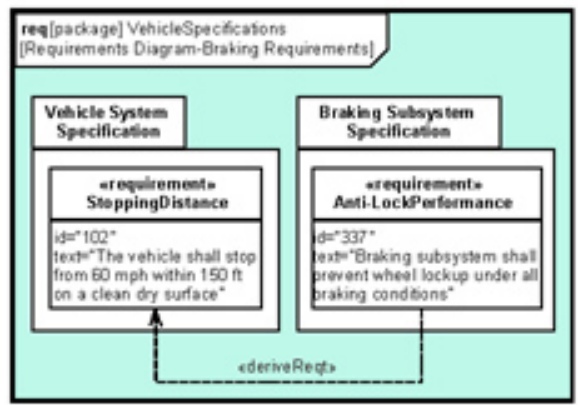 req[package] VehicleSpecifications
[Requirements Diagram-Braking Requirements]
Vehicle System
Specification
«requirement»
StoppingDistance
id="102"
text="The vehicle shall stop
from 60 mph within 150 ft
on a clean dry surface"
Braking Subsystem
Specification
«requirement»
Anti-LockPerformance
id="337"
text="Braking subsystem shall
prevent wheel lockup under all
braking conditions"
«deriveReqt»